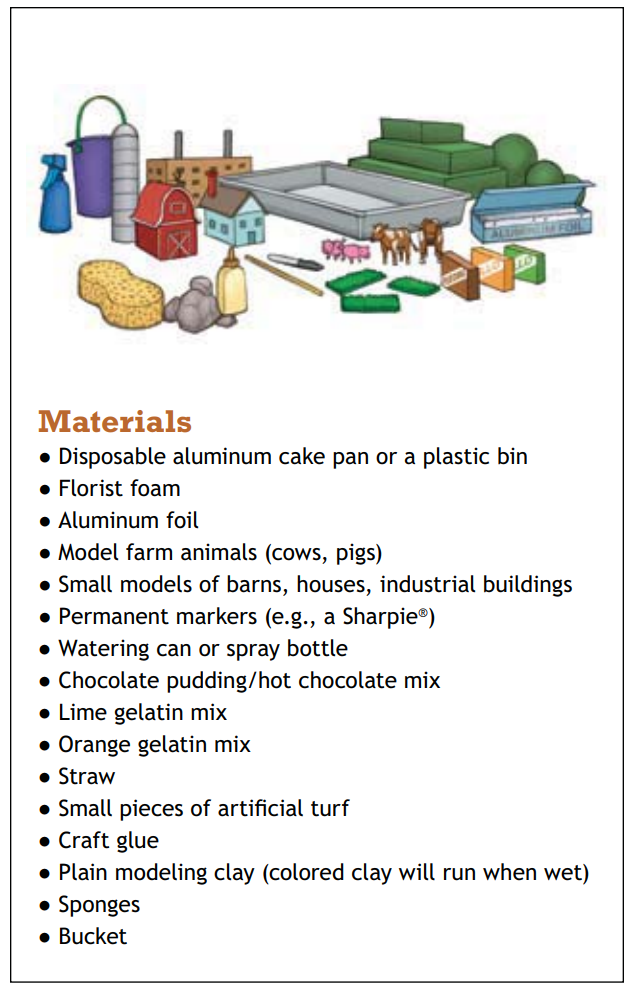 ALUMINUM FOIL
Materials
● Disposable aluminum cake pan or a plastic bin
● Florist foam
● Aluminum foil
● Model farm animals (cows, pigs)
● Small models of barns, houses, industrial buildings
● Permanent markers (e.g., a Sharpie®)
● Watering can or spray bottle
● Chocolate pudding/hot chocolate mix
● Lime gelatin mix
● Orange gelatin mix
● Straw
● Small pieces of artificial turf
● Craft glue
● Plain modeling clay (colored clay will run when wet)
● Sponges
● Bucket